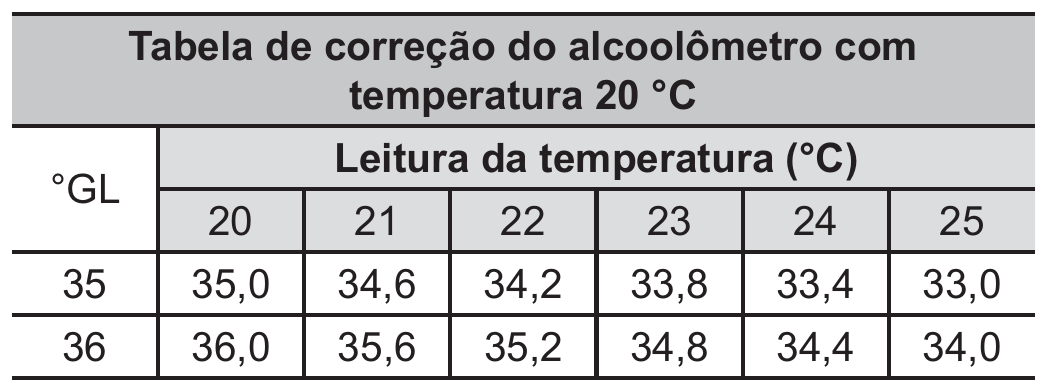 Tabela de correção do alcoolômetro com
temperatura 20 °C
°GL
Leitura da temperatura (°C)
20 21 22 23 24 25
35 35,0 34,6 34,2 33,8 33,4 33,0
36 36,0 35,6 35,2 34,8 34,4 34,0